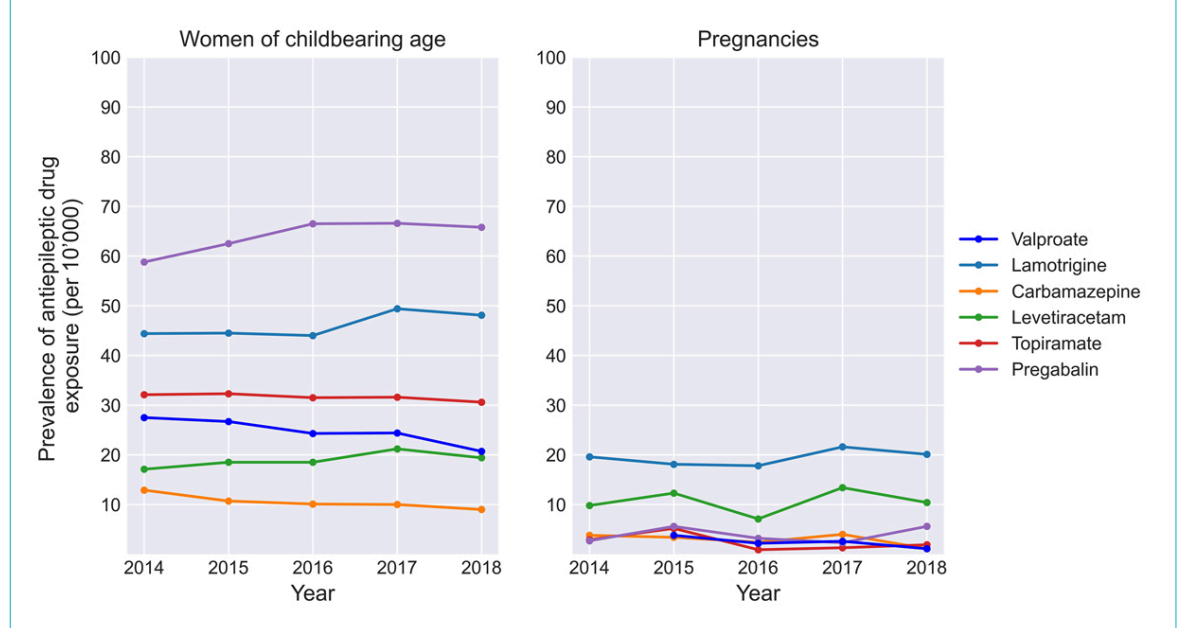 Women of childbearing age
Pregnancies
Prevalence of antiepileptic drug
exposure (per 10’000)
100
90
80
70
60
50
40
30
20
10
2014 2015 2016 2017 2018
Year
100
90
80
70
60
50
40
30
20
10
2014 2015 2016 2017 2018
Year
Valproate
Lamotrigine
Carbamazepine
Levetiracetam
Topiramate
Pregabalin